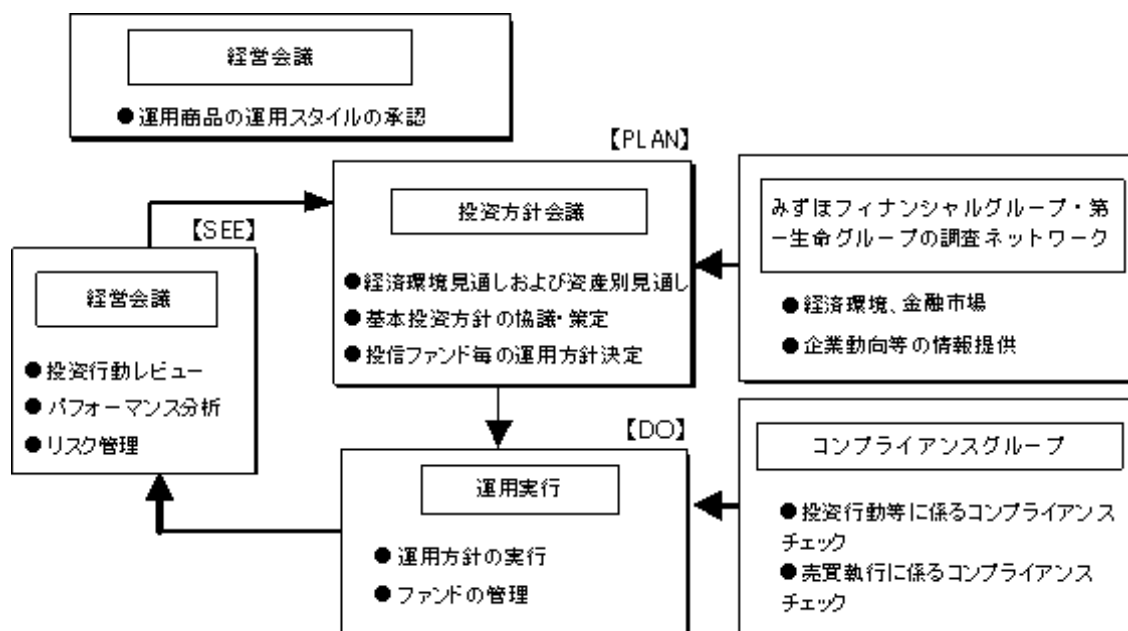 経営会議
●運用商品の運用スタイルの承認
【PLAN】
投資方針会議
●経済環境見通しおよび資産別見通し
●基本投資方針の協議・策定
●投信ファンド毎の運用方針決定
みずほフィナンシャルグループ・第
一生命グループの調査ネットワーク
●経済環境、金融市場
●企業動向等の情報提供
【SEE】
経営会議
●投資行動レビュー
●パフォーマンス分析
●リスク管理
【DO】
運用実行
●運用方針の実行
●ファンドの管理
コンプライアンスグループ
●投資行動等に係るコンプライアンス
チェック
●売買執行に係るコンプライアンス
チェック